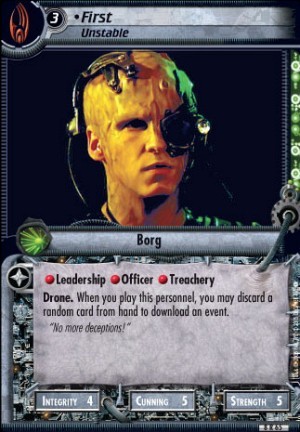 3
• First
Unstable
Borg
Leadership Officer Treachery
Drone. When you play this personnel, you may discard a
random card from hand to download an event.
"No more deceptions!"
Integrity 4 Cunning 5 Strength 5